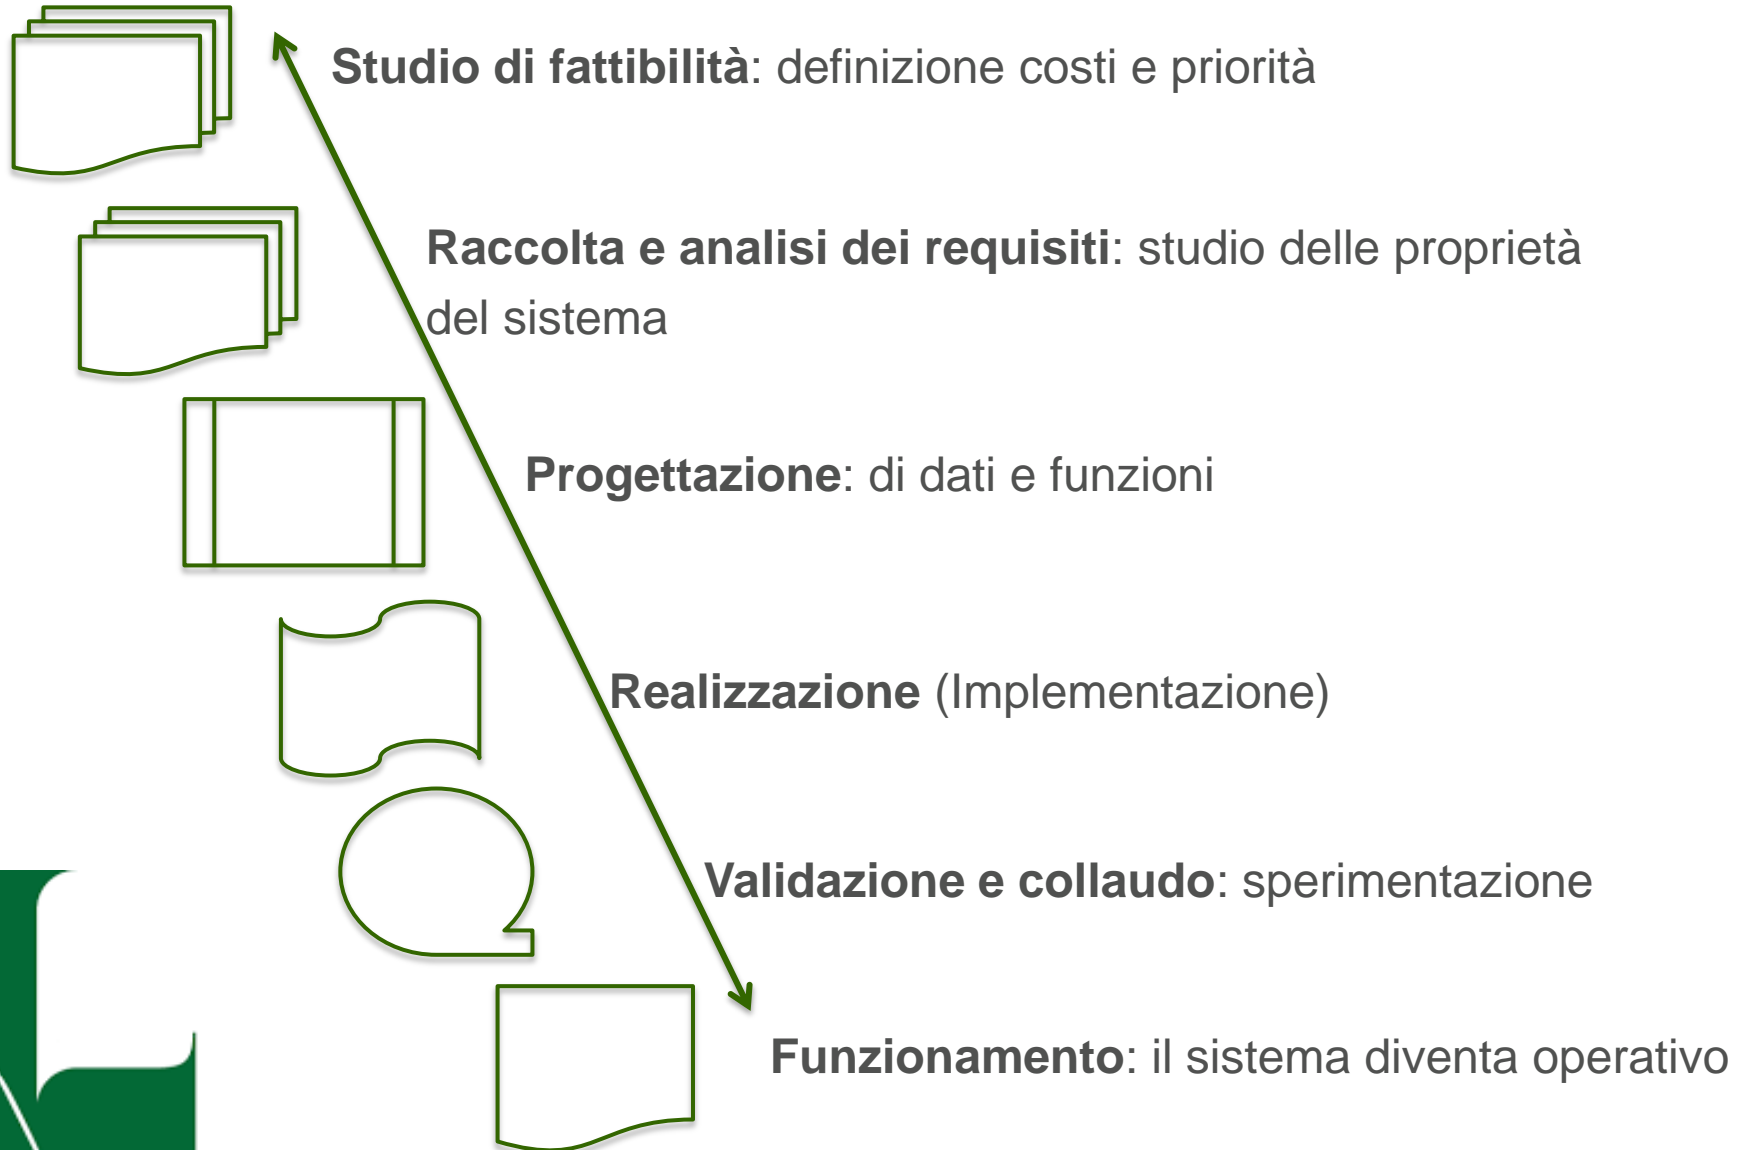 Studio di fattibilità: definizione costi e priorità
Raccolta e analisi dei requisiti: studio delle proprietà
del sistema
Progettazione: di dati e funzioni
Realizzazione (Implementazione)
Validazione e collaudo: sperimentazione
Funzionamento: il sistema diventa operativo